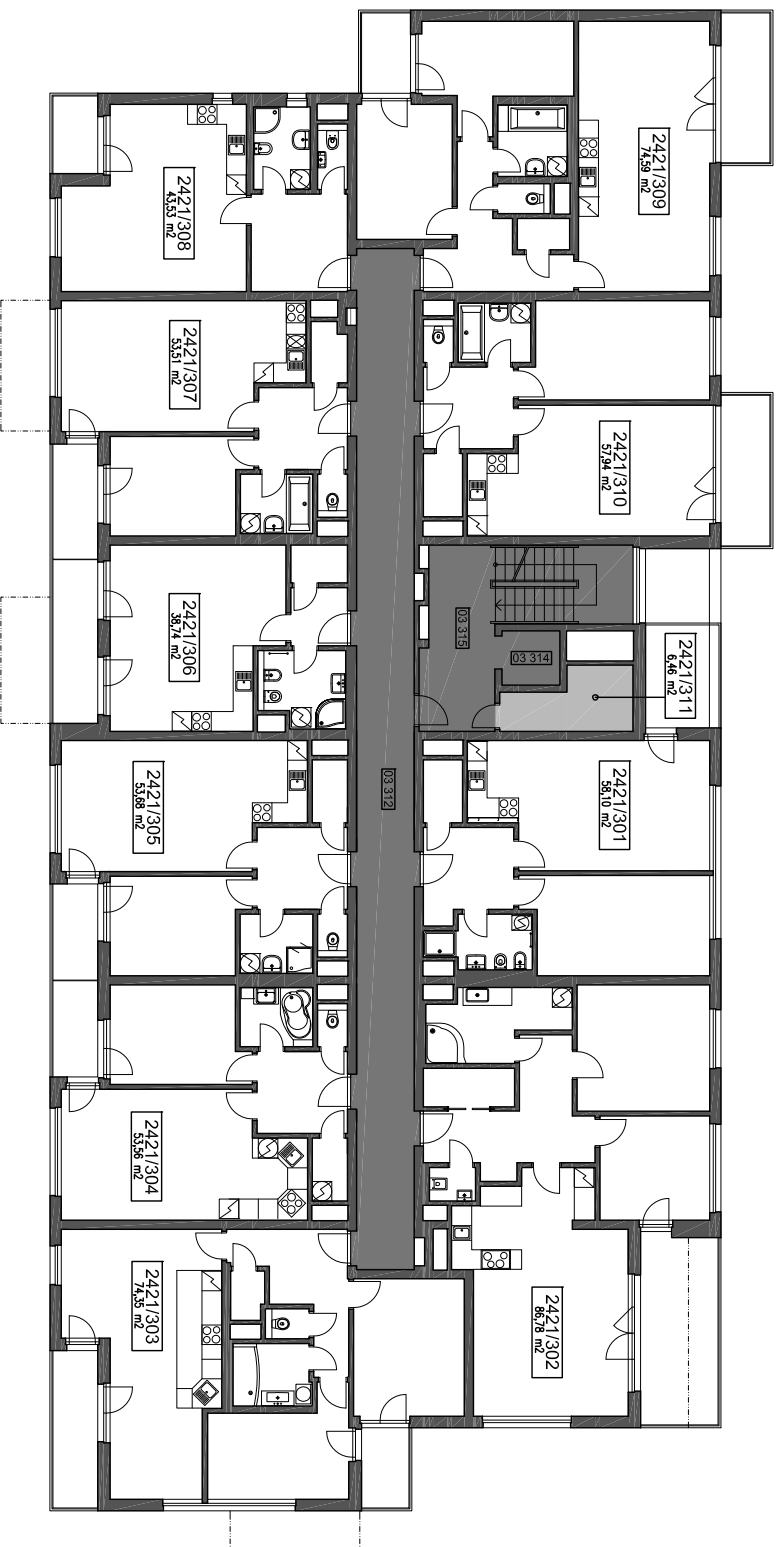 2421/309
74,59 m2
2421/308
43,53 m2
2421/307
53,51 m2
2421/310
57,94 m2
2421/306
38,74 m2
03 315
03 314
2421/311
6,46 m2
03 312
2421/305
53,68 m2
2421/301
58,10 m2
2421/304
53,56 m2
2421/303
74,35 m2
2421/302
86,78 m2